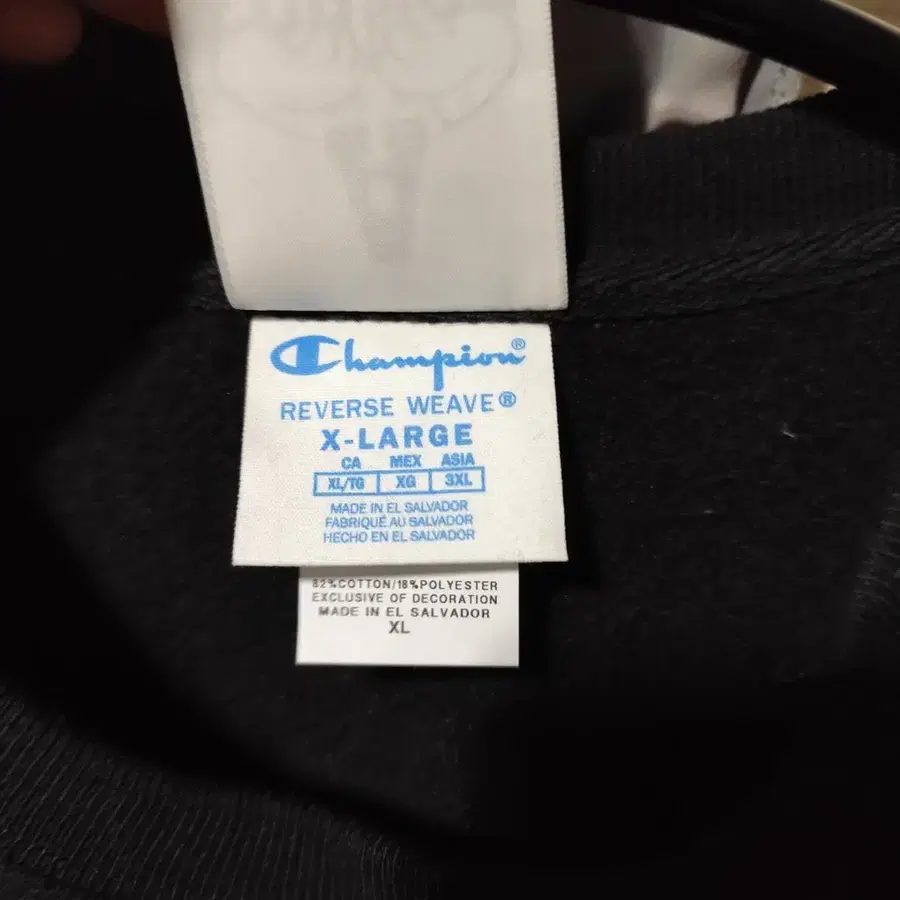 Champion®
REVERSE WEAVE®
X-LARGE
CA MEX ASIA
XL/TG XG 3XL
MADE IN EL SALVADOR
FABRIQUÉ AU SALVADOR
HECHO EN EL SALVADOR
82%COTTON/18%POLYESTER
EXCLUSIVE OF DECORATION
MADE IN EL SALVADOR
XL